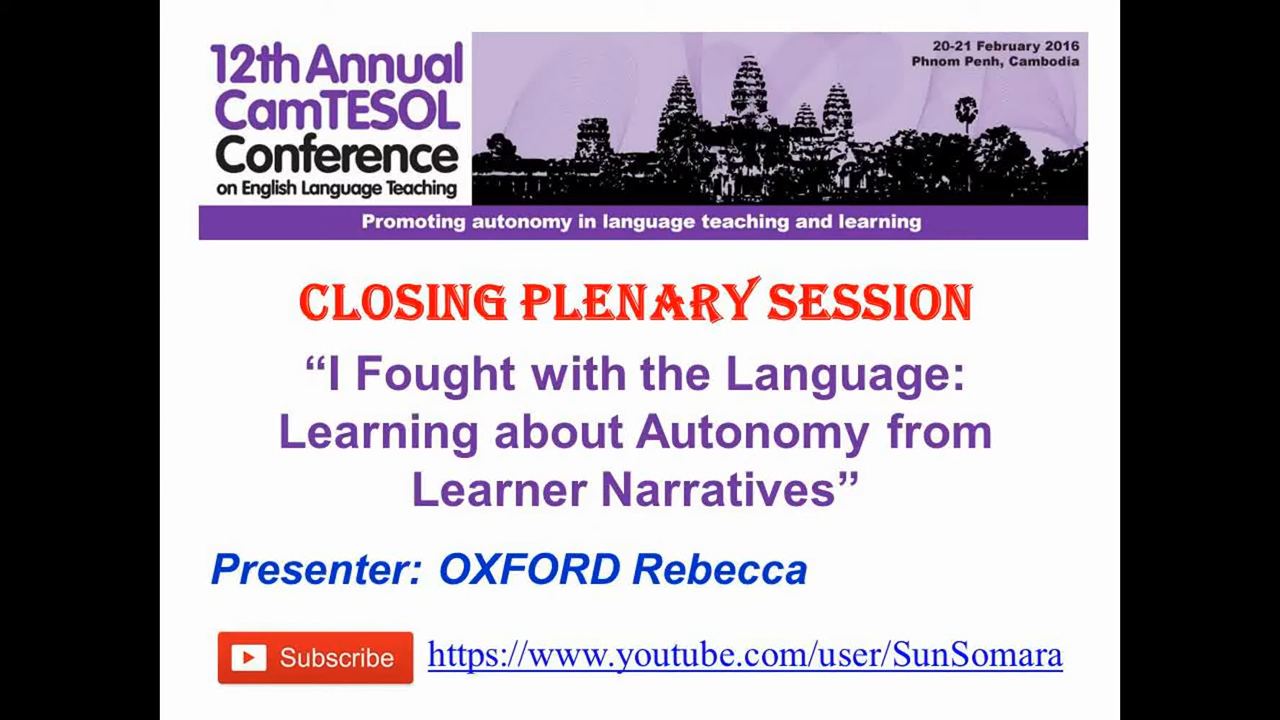 12th Annual
CamTESOL
Conference
on English Language Teaching
20-21 February 2016
Phnom Penh, Cambodia
Promoting autonomy in language teaching and learning
CLOSING PLENARY SESSION
“I Fought with the Language:
Learning about Autonomy from
Learner Narratives”
Presenter: OXFORD Rebecca
Subscribe https://www.youtube.com/user/SunSomara